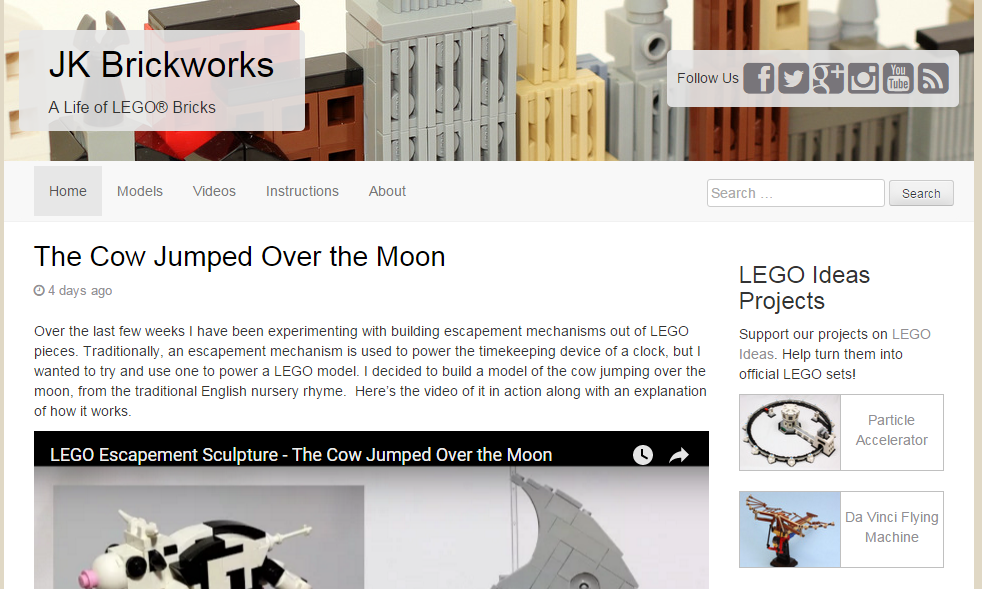 JK Brickworks
A Life of LEGO® Bricks
Follow Us
You
Tube
Home
Models
Videos
Instructions
About
Search …
Search
The Cow Jumped Over the Moon
4 days ago
Over the last few weeks I have been experimenting with building escapement mechanisms out of LEGO
pieces. Traditionally, an escapement mechanism is used to power the timekeeping device of a clock, but I
wanted to try and use one to power a LEGO model. I decided to build a model of the cow jumping over the
moon, from the traditional English nursery rhyme.  Here's the video of it in action along with an explanation
of how it works.
LEGO Escapement Sculpture - The Cow Jumped Over the Moon
LEGO Ideas
Projects
Support our projects on LEGO
Ideas. Help turn them into
official LEGO sets!
Particle
Accelerator
Da Vinci Flying
Machine